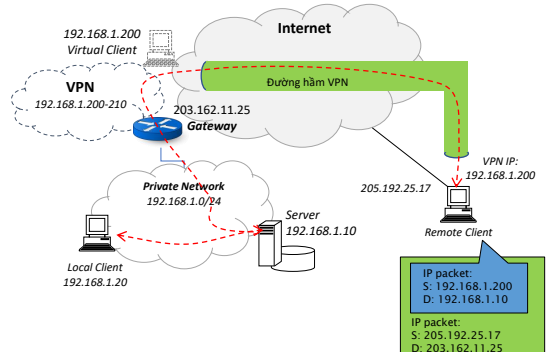 192.168.1.200
Virtual Client
Internet
VPN
192.168.1.200-210
Đường hầm VPN
203.162.11.25
Gateway
VPN IP:
192.168.1.200
205.192.25.17
Private Network
192.168.1.0/24
Server
192.168.1.10
Remote Client
Local Client
192.168.1.20
IP packet:
S: 192.168.1.200
D: 192.168.1.10
IP packet:
S: 205.192.25.17
D: 203.162.11.25